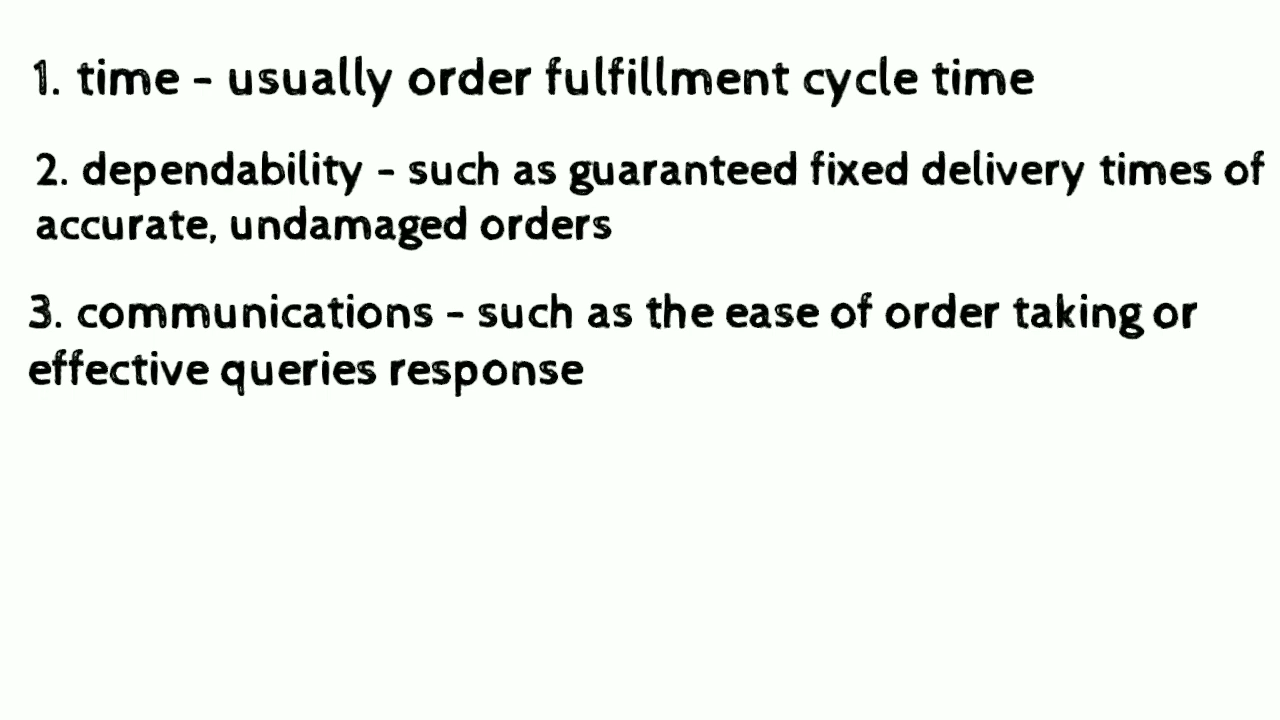 1. time - usually order fulfillment cycle time
2. dependability - such as guaranteed fixed delivery times of
accurate, undamaged orders
3. communications - such as the ease of order taking or
effective queries response